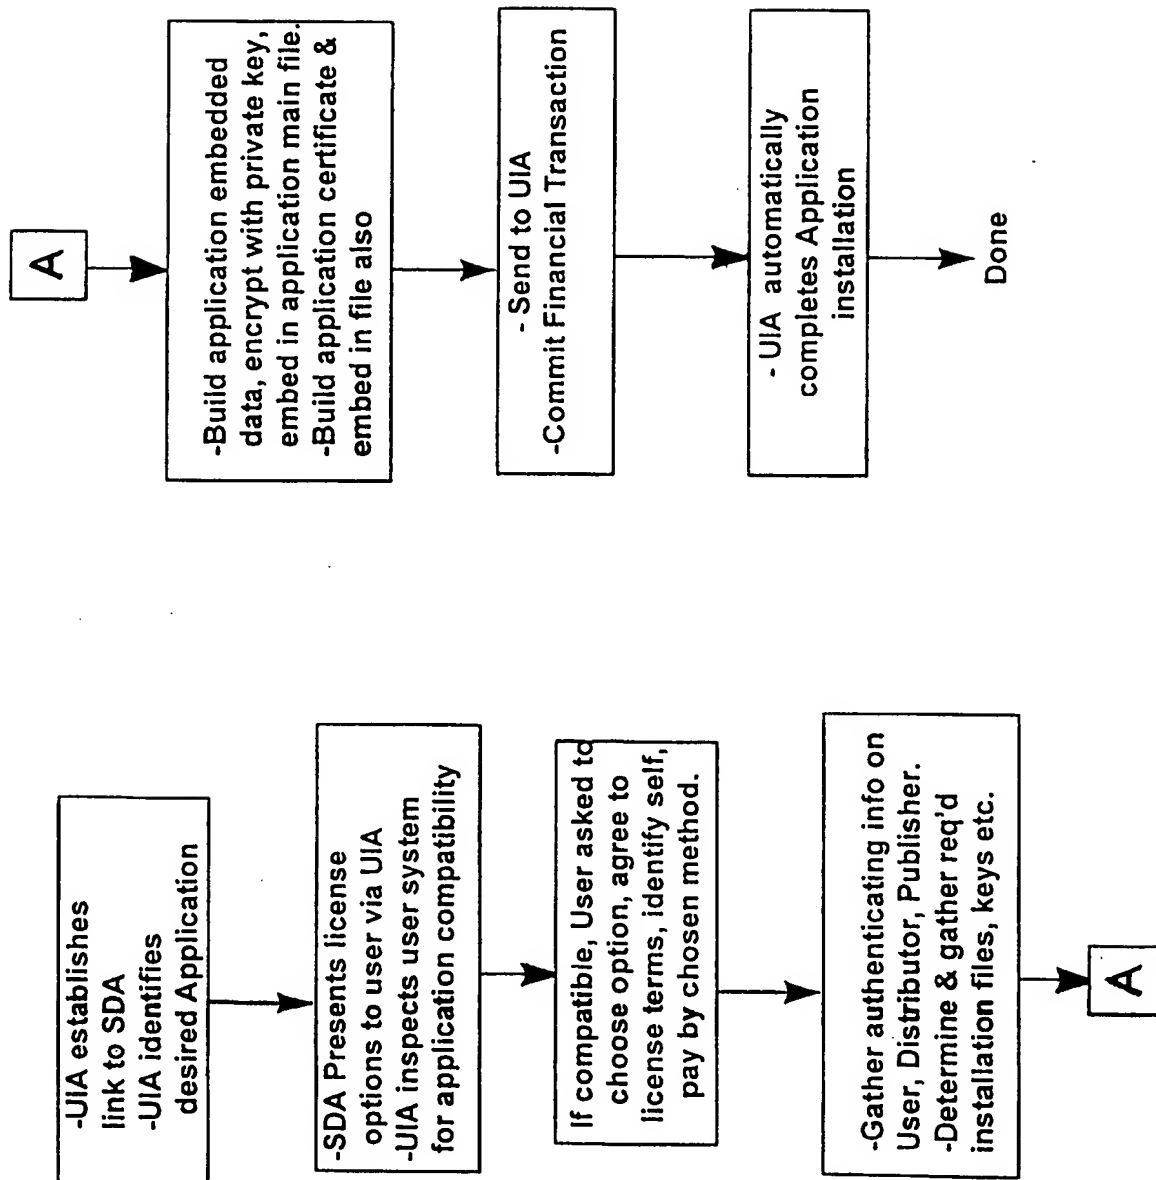 -UIA establishes
link to SDA
-UIA identifies
desired Application
-SDA Presents license
options to user via UIA
-UIA inspects user system
for application compatibility
If compatible, User asked to
choose option, agree to
license terms, identify self,
pay by chosen method.
-Gather authenticating info on
User, Distributor, Publisher.
-Determine & gather req'd
installation files, keys etc.
A
A
-Build application embedded
data, encrypt with private key,
embed in application main file.
-Build application certificate &
embed in file also
- Send to UIA
-Commit Financial Transaction
- UIA automatically
completes Application
installation
Done